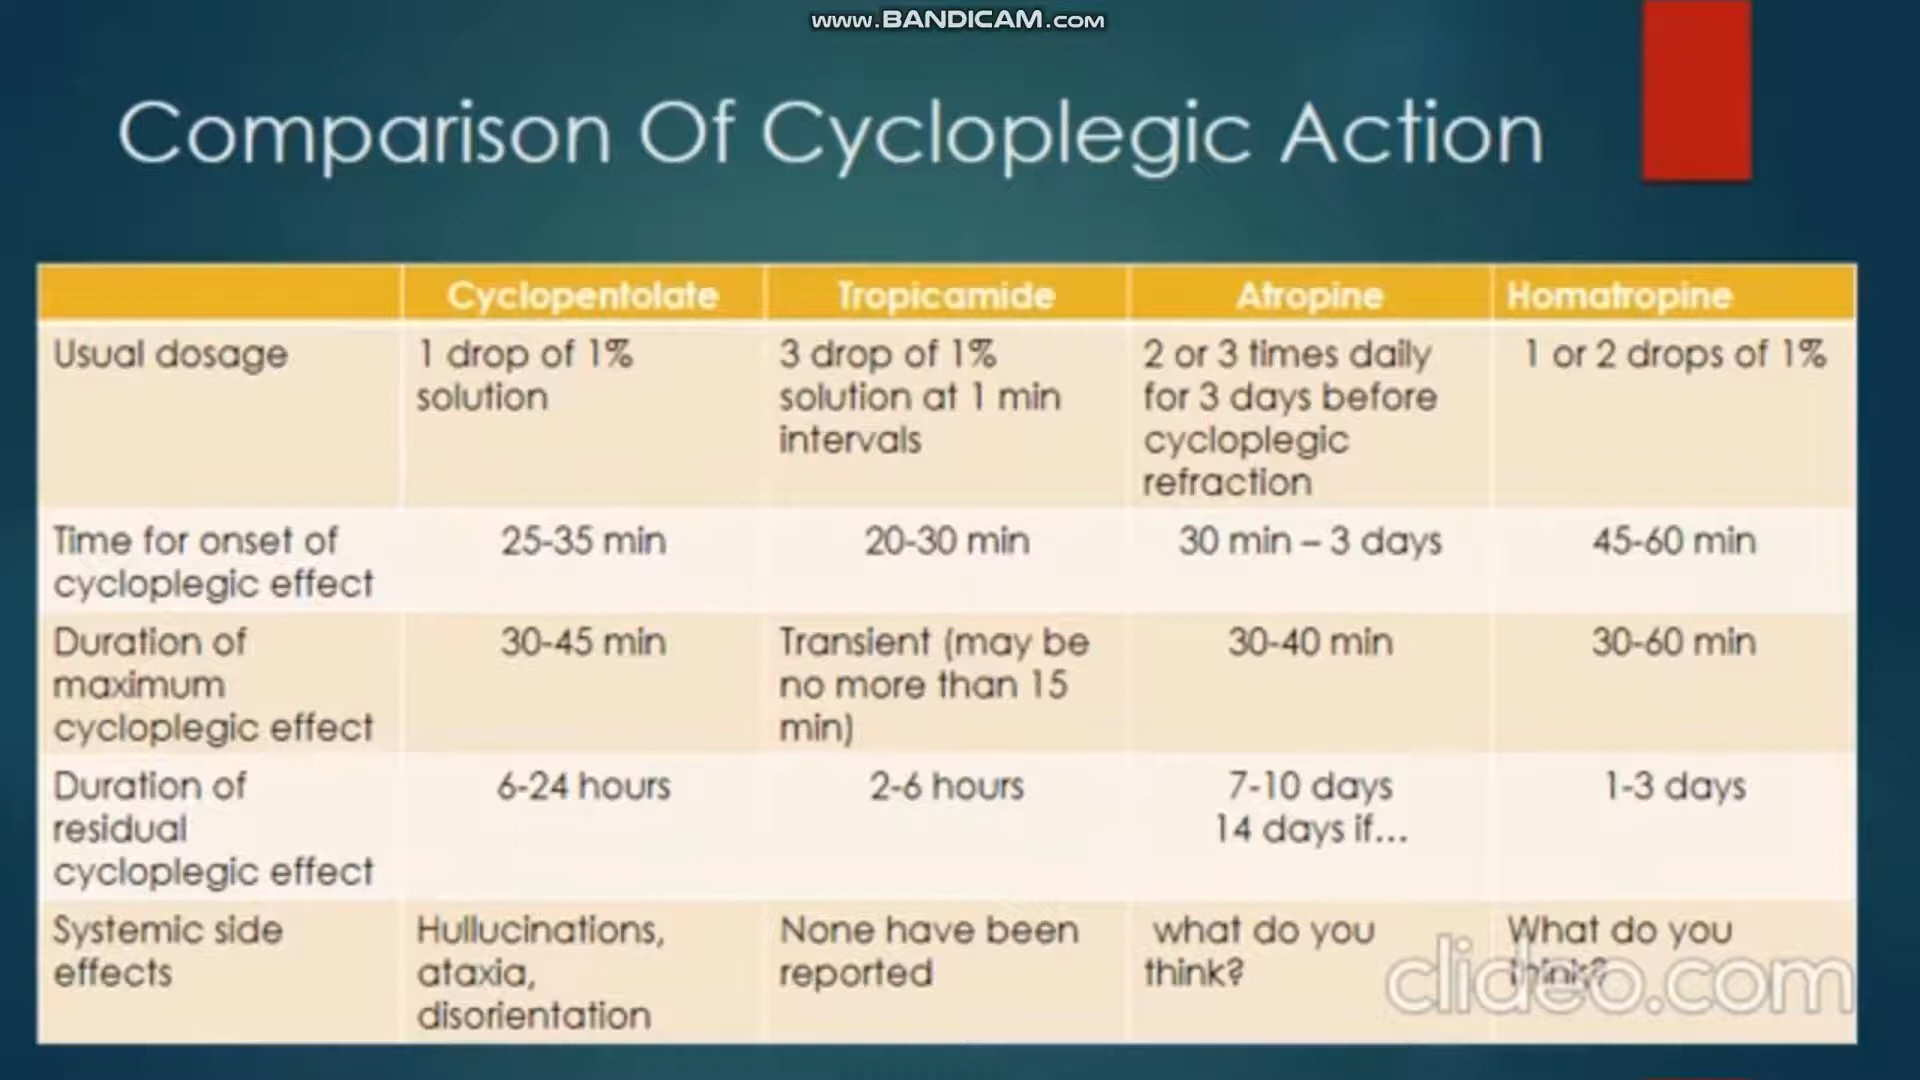 www.BANDICAM.com
Comparison Of Cycloplegic Action
Cyclopentolate
Tropicamide
Atropine
Homatropine
Usual dosage
1 drop of 1%
solution
3 drop of 1%
solution at 1 min
intervals
2 or 3 times daily
for 3 days before
cycloplegic
refraction
1 or 2 drops of 1%
Time for onset of
cycloplegic effect
25-35 min
20-30 min
30 min – 3 days
45-60 min
Duration of
maximum
cycloplegic effect
30-45 min
Transient (may be
no more than 15
min)
30-40 min
30-60 min
Duration of
residual
cycloplegic effect
6-24 hours
2-6 hours
7-10 days
14 days if...
1-3 days
Systemic side
effects
Hullucinations,
ataxia,
disorientation
None have been
reported
what do you
think?
What do you
think?
clideo.com